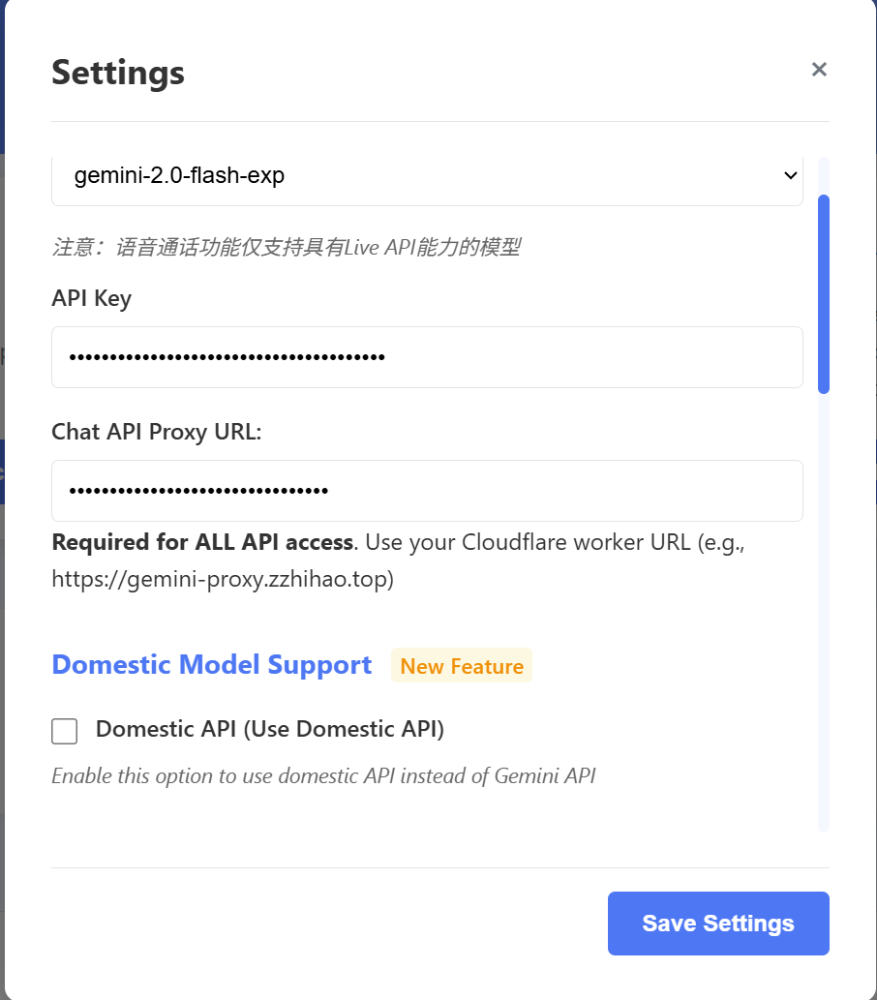 Settings
×
gemini-2.0-flash-exp
注意：语音通话功能仅支持具有Live API能力的模型
API Key
•••••••••••••••••••••••••••••••••••••••
Chat API Proxy URL:
••••••••••••••••••••••••••••••••
Required for ALL API access. Use your Cloudflare worker URL (e.g.,
https://gemini-proxy.zzhihao.top)
Domestic Model Support New Feature
Domestic API (Use Domestic API)
Enable this option to use domestic API instead of Gemini API
Save Settings